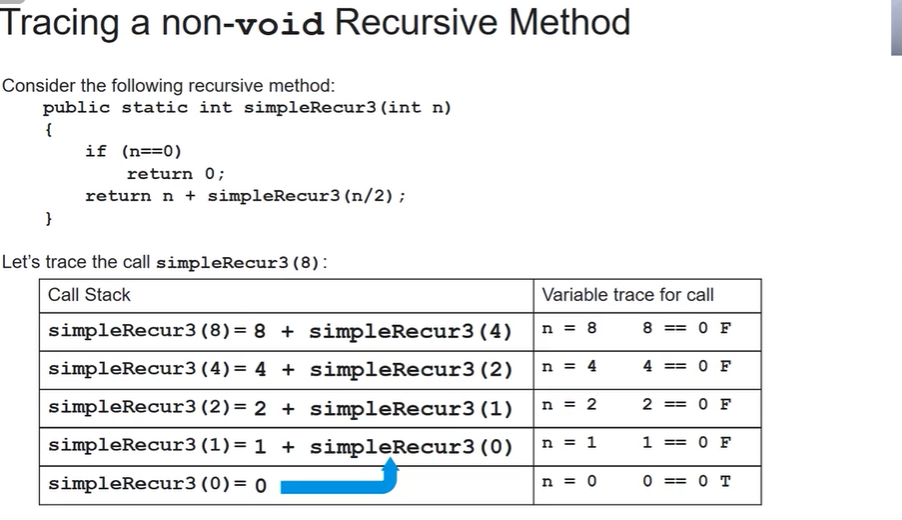 Tracing a non-void Recursive Method
Consider the following recursive method:
public static int simpleRecur3(int n)
{
if (n==0)
return 0;
return n + simpleRecur3(n/2);
}
Let's trace the call simpleRecur3(8):
Call Stack Variable trace for call
simpleRecur3(8)= 8 + simpleRecur3(4) n = 8 8 == 0 F
simpleRecur3(4)= 4 + simpleRecur3(2) n = 4 4 == 0 F
simpleRecur3(2)= 2 + simpleRecur3(1) n = 2 2 == 0 F
simpleRecur3(1)= 1 + simpleRecur3(0) n = 1 1 == 0 F
simpleRecur3(0)= 0 n = 0 0 == 0 T